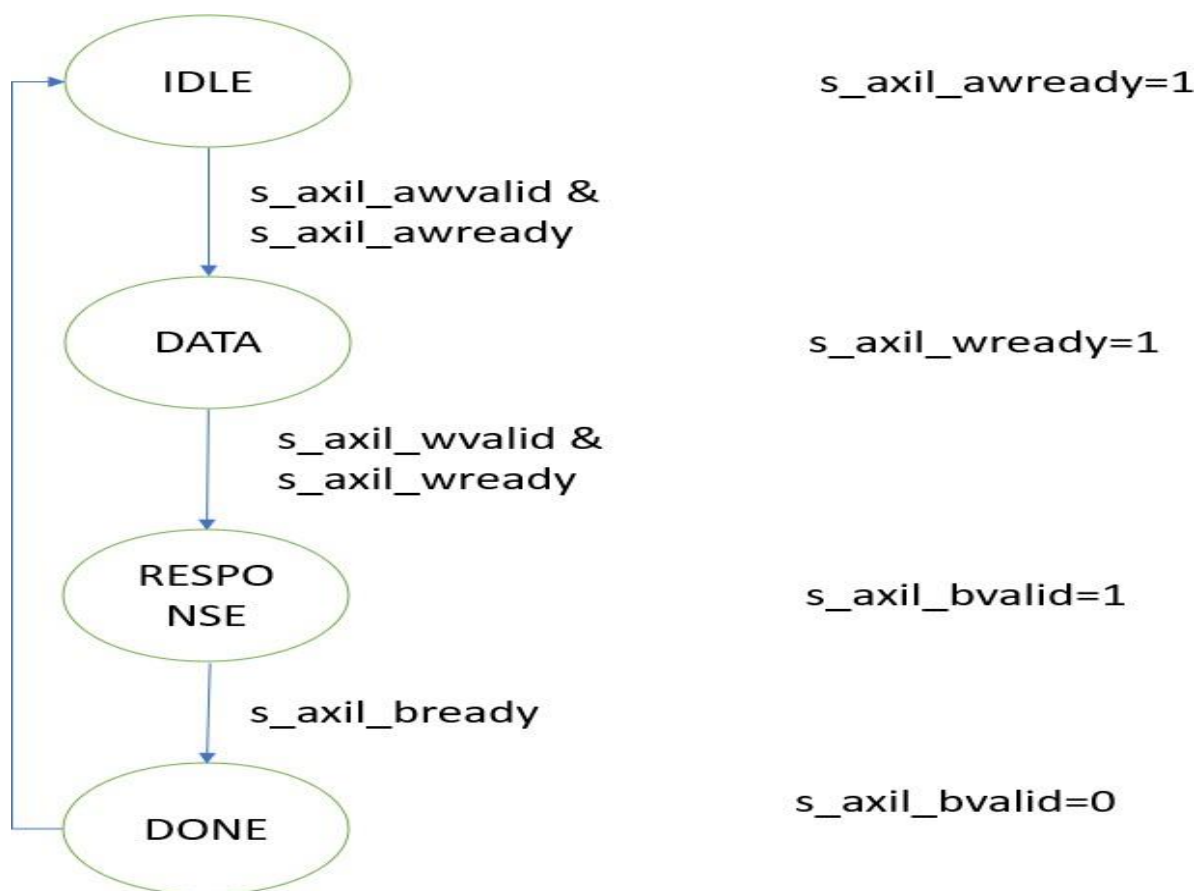 IDLE
s_axil_awready=1
s_axil_awvalid &
s_axil_awready
DATA
s_axil_wready=1
s_axil_wvalid &
s_axil_wready
RESPO
NSE
s_axil_bvalid=1
s_axil_bready
DONE
s_axil_bvalid=0